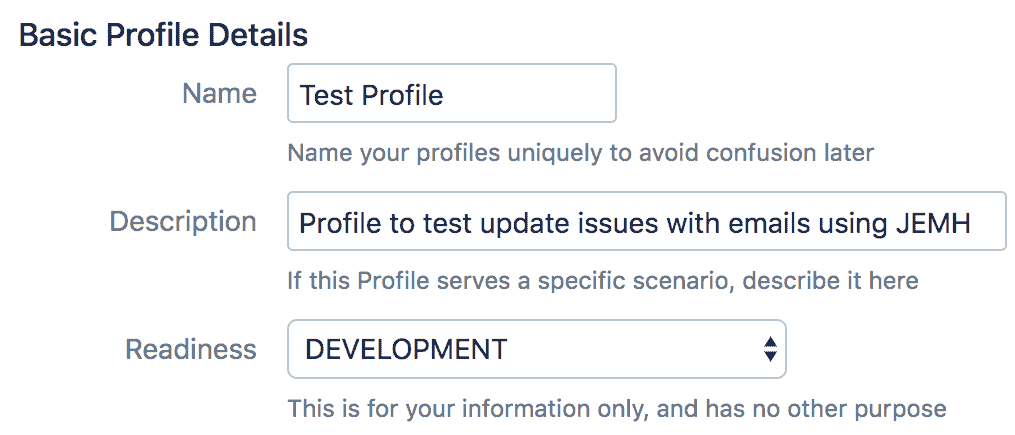 Basic Profile Details
Name
Test Profile
Name your profiles uniquely to avoid confusion later
Description
Profile to test update issues with emails using JEMH
If this Profile serves a specific scenario, describe it here
Readiness
DEVELOPMENT
This is for your information only, and has no other purpose